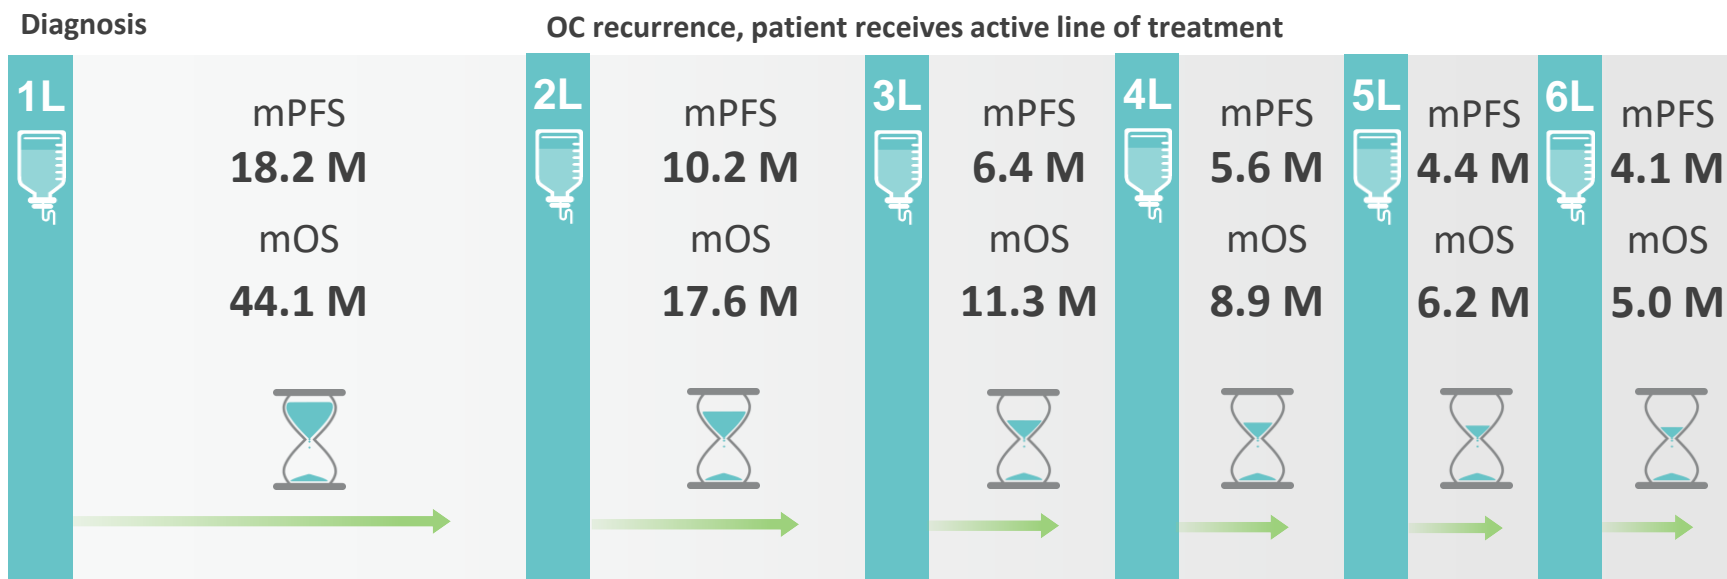 Diagnosis
OC recurrence, patient receives active line of treatment
1L
mPFS
18.2 M
mOS
44.1 M
2L
mPFS
10.2 M
mOS
17.6 M
3L
mPFS
6.4 M
mOS
11.3 M
4L
mPFS
5.6 M
mOS
8.9 M
5L
mPFS
4.4 M
mOS
6.2 M
6L
mPFS
4.1 M
mOS
5.0 M